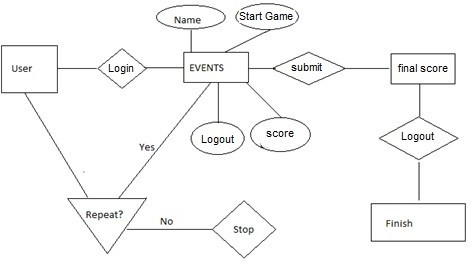 Name
Start Game
User
Login
EVENTS
submit
final score
Logout
score
Logout
Yes
Repeat?
No
Stop
Finish